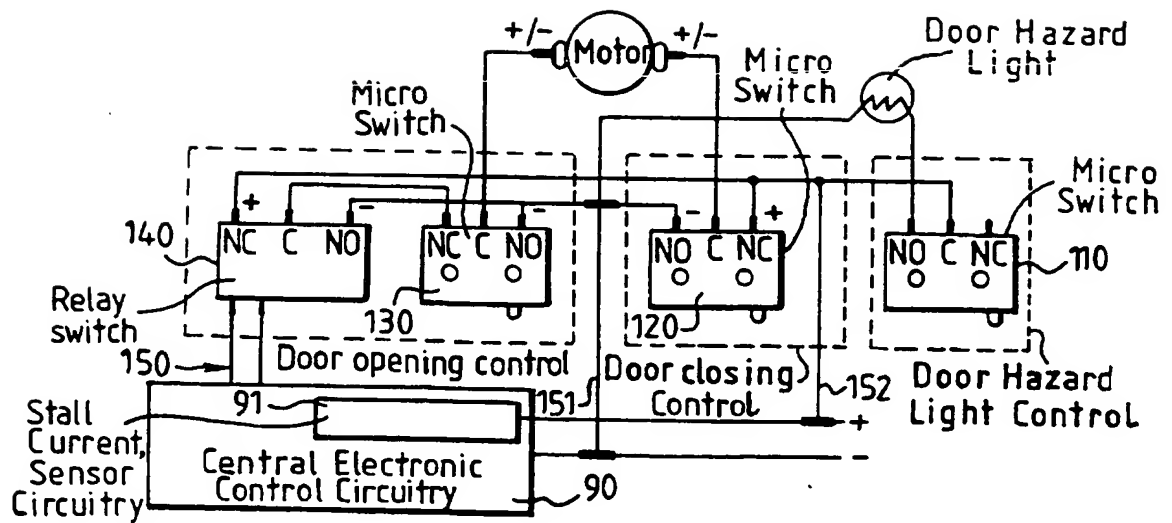 +/-
Motor
+/-
Door Hazard
Light
Micro
Switch
Micro
Switch
Micro
Switch
+
-
-
-
+
NC C NO
NC C NO
NO C NC
NO C NC
140
130
120
110
Relay
switch
150
Door opening control
151
Door closing
Control
152
Door Hazard
Light Control
91
Stall
Current,
Sensor
Circuitry
Central Electronic
Control Circuitry
90
+
-